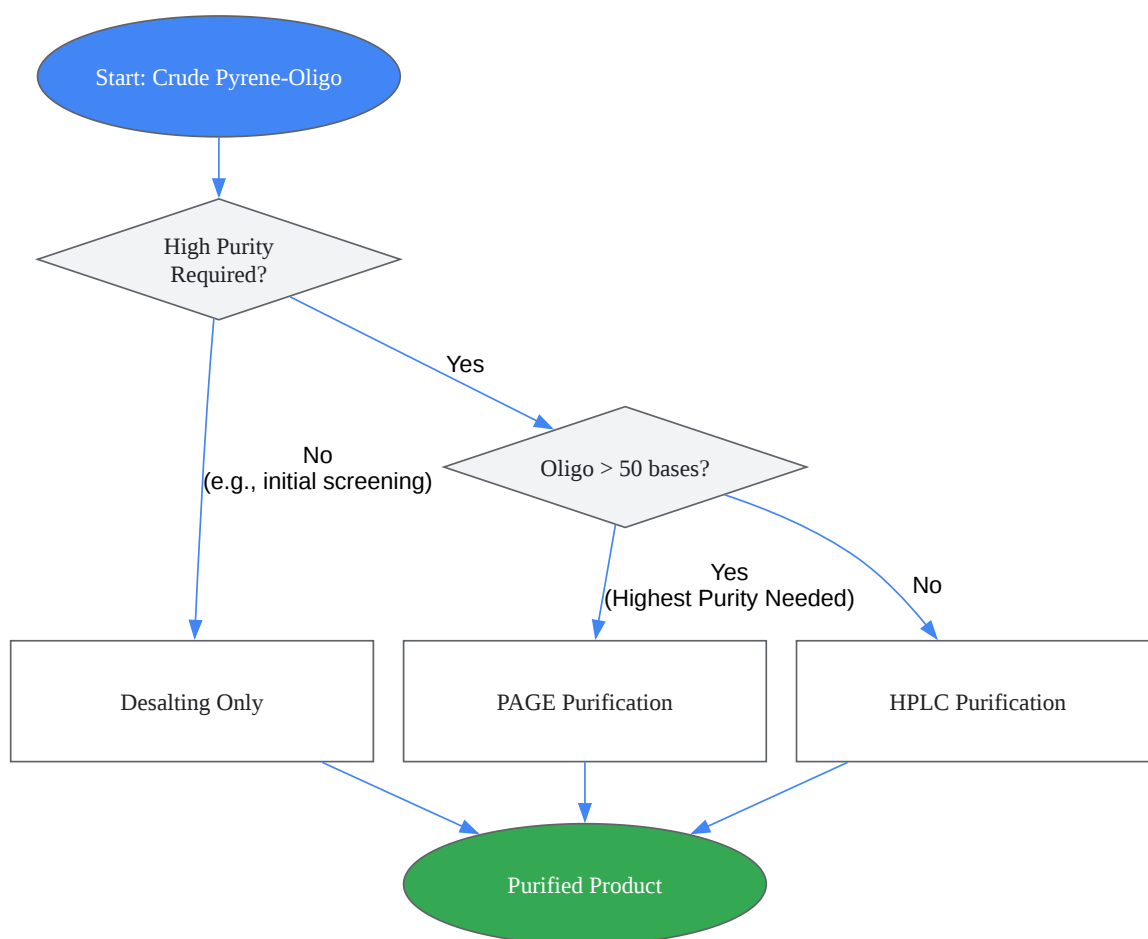 Start: Crude Pyrene-Oligo
High Purity
Required?
Yes
No
(e.g., initial screening)
Oligo > 50 bases?
Yes
(Highest Purity Needed)
No
Desalting Only
PAGE Purification
HPLC Purification
Purified Product